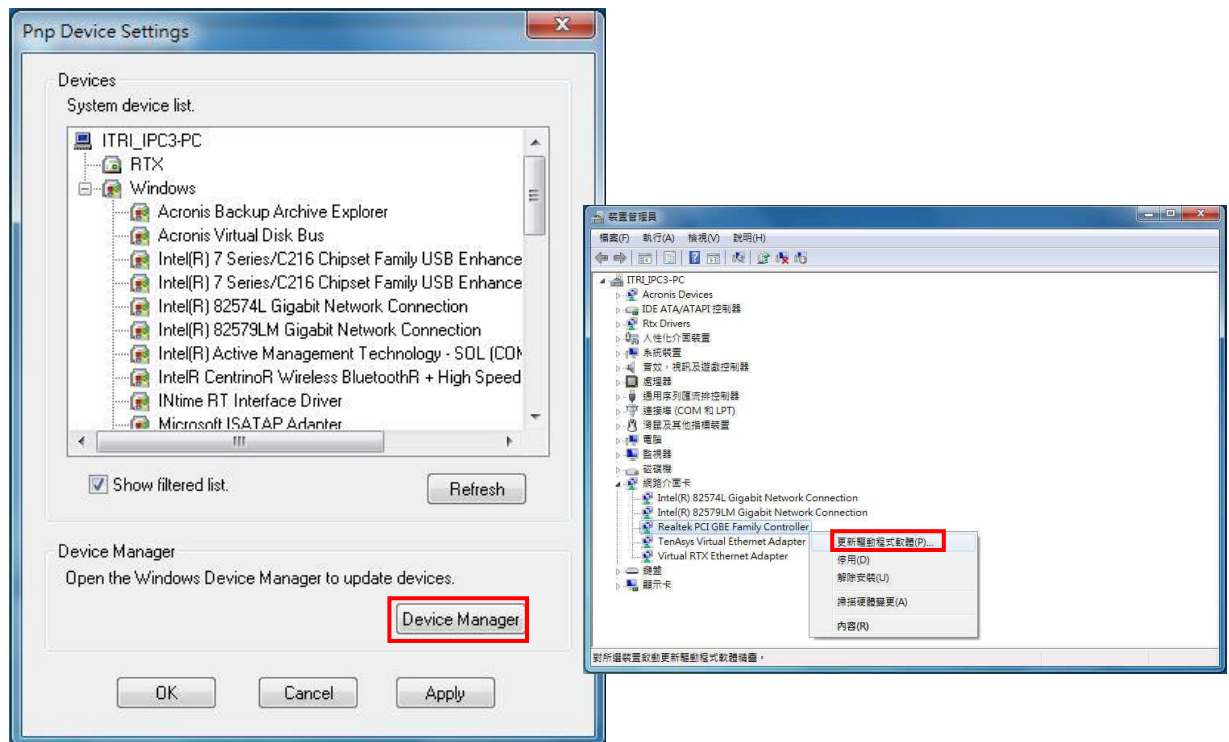 Pnp Device Settings
Devices
System device list.
ITRI_IPC3-PC
RTX
Windows
Acronis Backup Archive Explorer
Acronis Virtual Disk Bus
Intel(R) 7 Series/C216 Chipset Family USB Enhance
Intel(R) 7 Series/C216 Chipset Family USB Enhance
Intel(R) 82574L Gigabit Network Connection
Intel(R) 82579LM Gigabit Network Connection
Intel(R) Active Management Technology - SOL (COM
IntelR CentrinoR Wireless BluetoothR + High Speed
INtime RT Interface Driver
Microsoft ISATAP Adapter
Show filtered list.
Refresh
Device Manager
Open the Windows Device Manager to update devices.
Device Manager
OK
Cancel
Apply
裝置管理員
檔案(F) 執行(A) 檢視(V) 說明(H)
ITRI_IPC3-PC
Acronis Devices
IDE ATA/ATAPI 控制器
Rtx Drivers
人性化介面裝置
系統裝置
音效、視訊及遊戲控制器
處理器
通用序列匯流排控制器
連接埠 (COM 和 LPT)
滑鼠及其他指標裝置
電腦
監視器
磁碟機
網路介面卡
Intel(R) 82574L Gigabit Network Connection
Intel(R) 82579LM Gigabit Network Connection
Realtek PCI GBE Family Controller
TenAsys Virtual Ethernet Adapter
Virtual RTX Ethernet Adapter
鍵盤
顯示卡
更新驅動程式軟體(P)...
停用(D)
解除安裝(U)
掃描硬體變更(A)
內容(R)
對所選裝置啟動更新驅動程式軟體精靈。